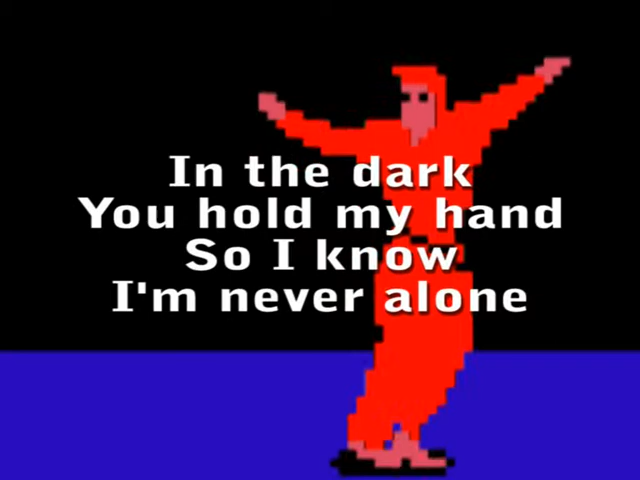 In the dark
You hold my hand
So I know
I'm never alone